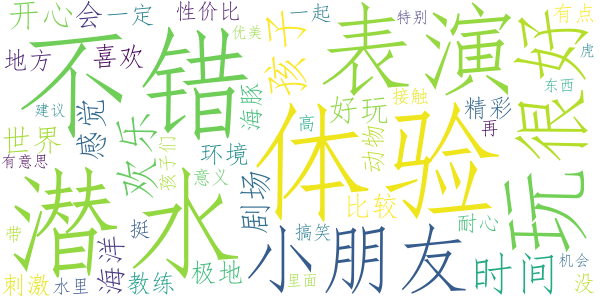 开心
会
一定
性价比
一起
特别
有点
地方
喜欢
不错
优美
孩子
表演
很好
虎
建议
感觉
海豚
好玩
接触
精彩
东西
世界
欢乐
孩子们
环境
高
动物
再
有意思
体验
玩
潜水
意义
剧场
比较
耐心
带
挺
搞笑
小朋友
时间
机会
刺激
水里
海洋
教练
极地
里面
没